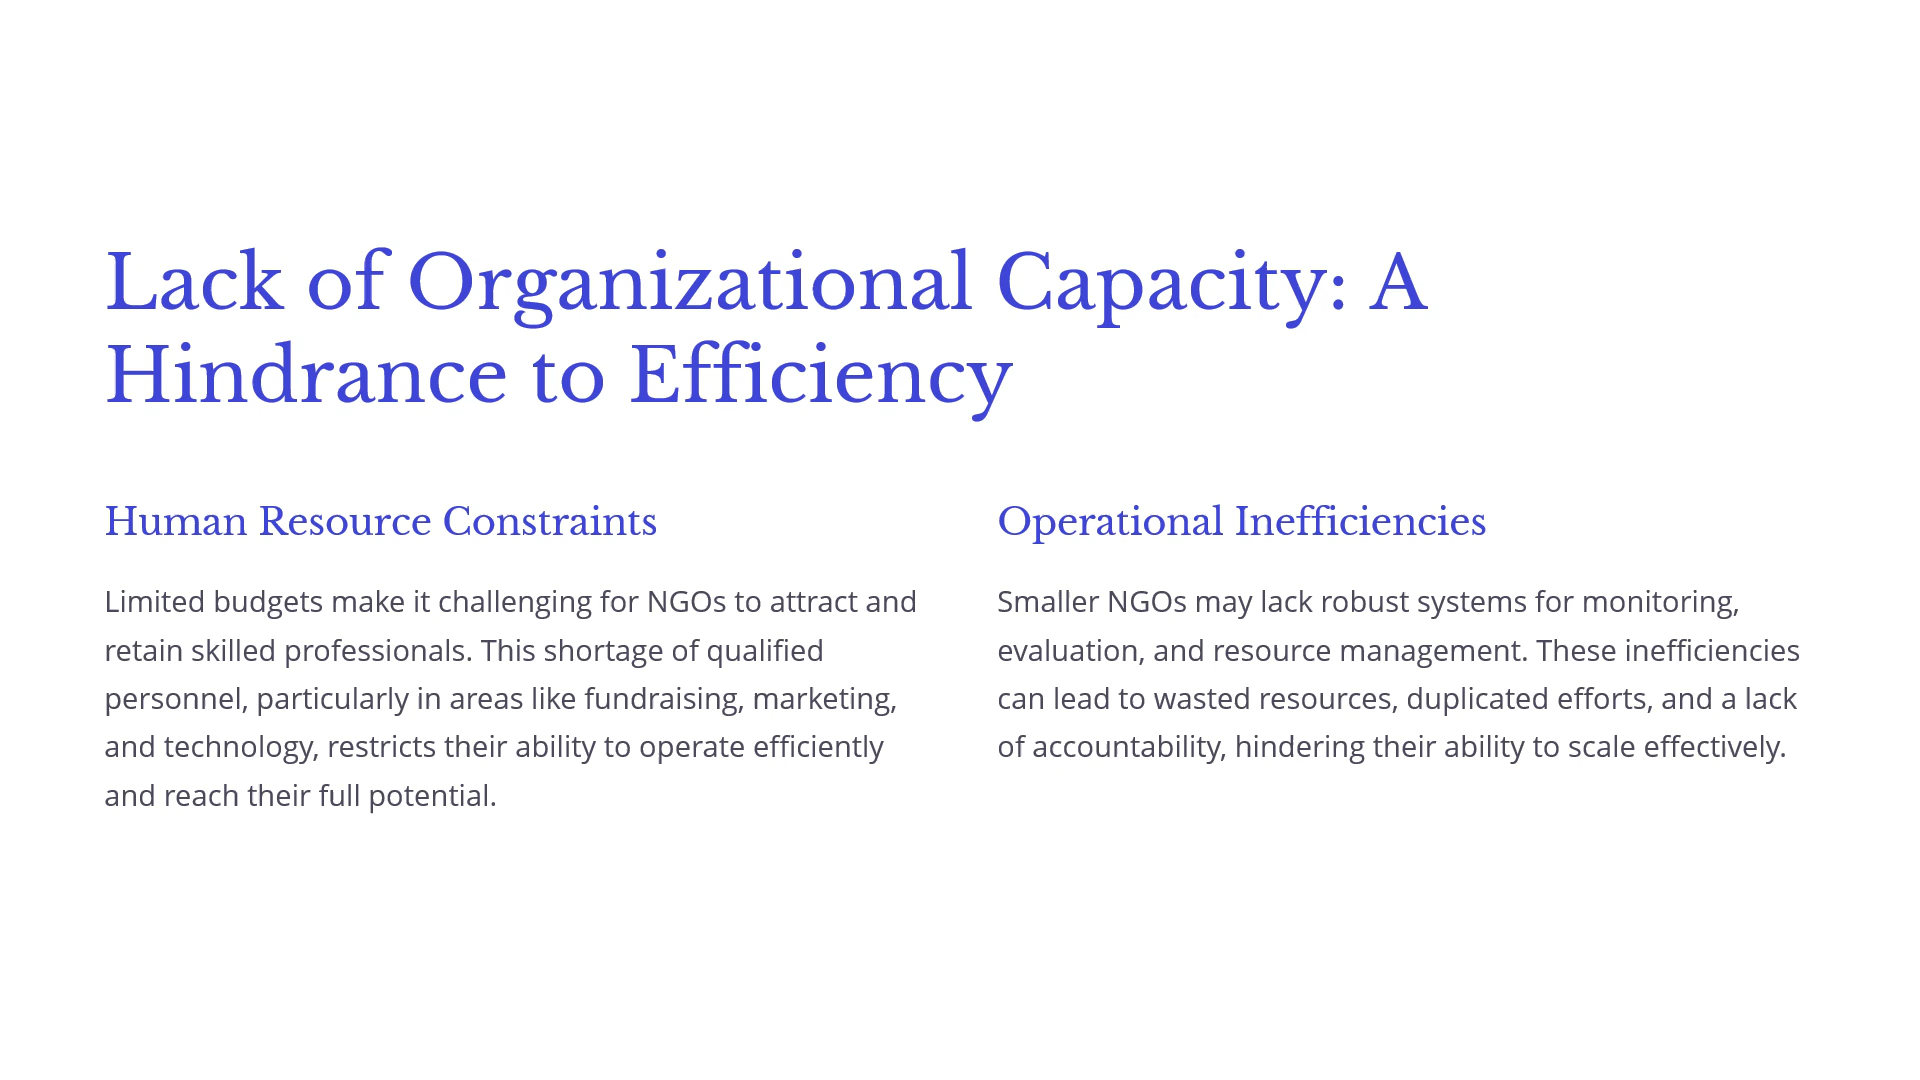 Lack of Organizational Capacity: A
Hindrance to Efficiency
Human Resource Constraints
Limited budgets make it challenging for NGOs to attract and
retain skilled professionals. This shortage of qualified
personnel, particularly in areas like fundraising, marketing,
and technology, restricts their ability to operate efficiently
and reach their full potential.
Operational Inefficiencies
Smaller NGOs may lack robust systems for monitoring,
evaluation, and resource management. These inefficiencies
can lead to wasted resources, duplicated efforts, and a lack
of accountability, hindering their ability to scale effectively.